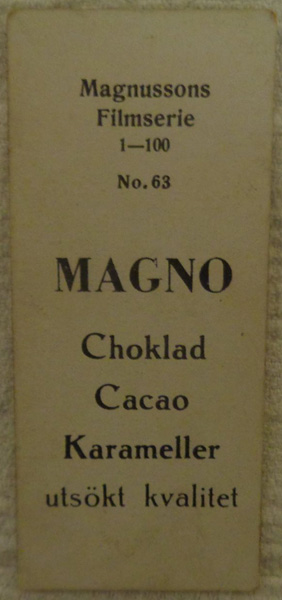 Magnussons
Filmserie
1—100
No. 63
MAGNO
Choklad
Cacao
Karameller
utsökt kvalitet